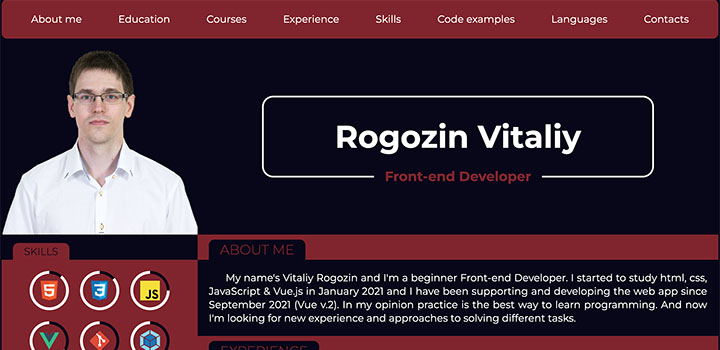 About me Education Courses Experience Skills Code examples Languages Contacts
Rogozin Vitaliy
Front-end Developer
SKILLS
5
3
JS
ABOUT ME
My name's Vitaliy Rogozin and I'm a beginner Front-end Developer. I started to study html, css,
JavaScript & Vue.js in January 2021 and I have been supporting and developing the web app since
September 2021 (Vue v.2). In my opinion practice is the best way to learn programming. And now
I'm looking for new experience and approaches to solving different tasks.
EXPERIENCE